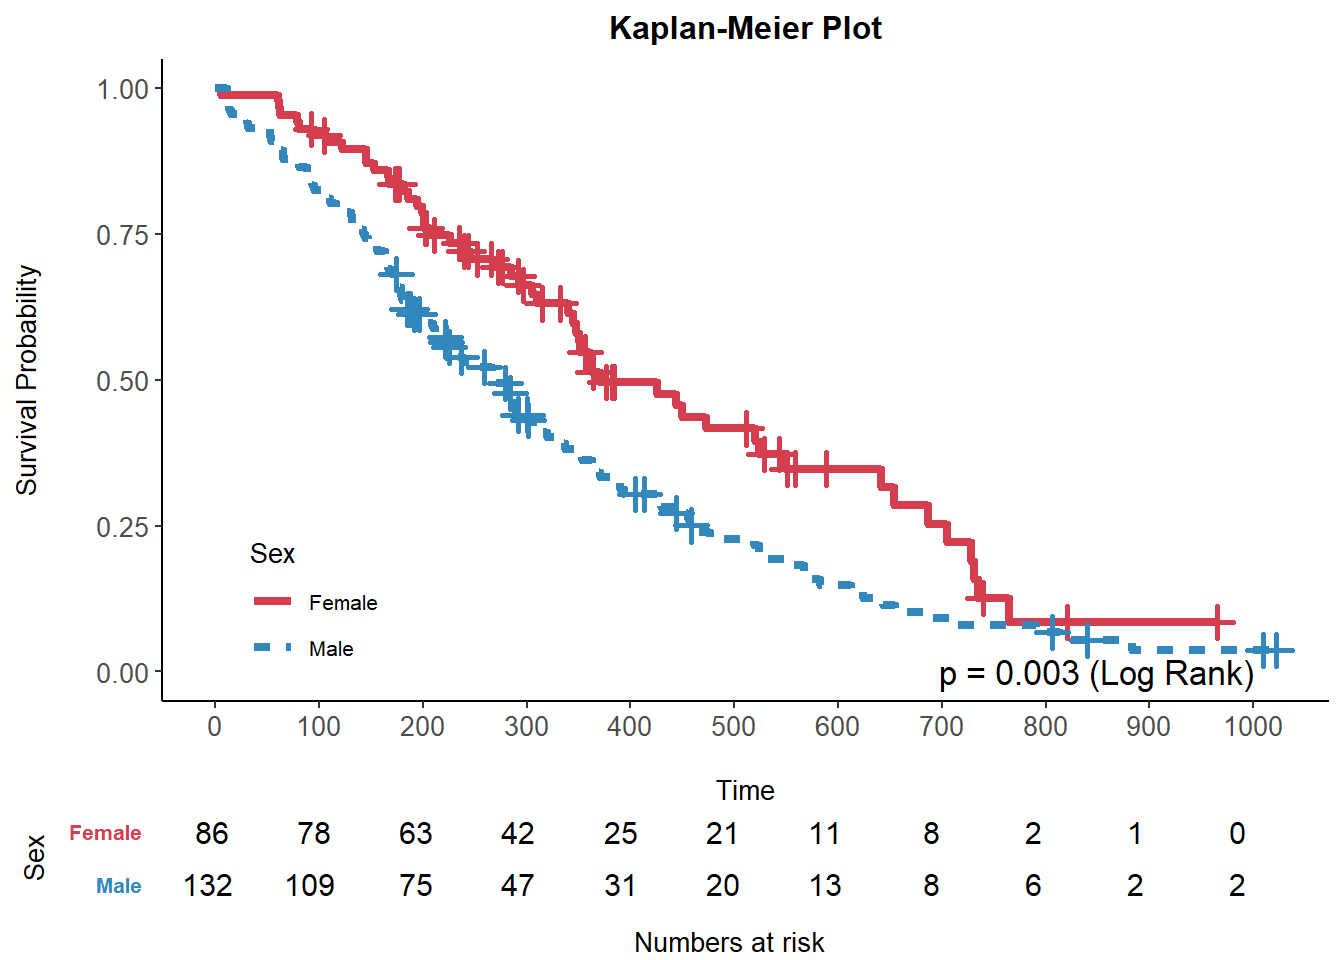 Kaplan-Meier Plot
Survival Probability
1.00
0.75
0.50
0.25
0.00
Sex
Female
Male
p = 0.003 (Log Rank)
0 100 200 300 400 500 600 700 800 900 1000
Time
Sex
Female 86 78 63 42 25 21 11 8 2 1 0
Male 132 109 75 47 31 20 13 8 6 2 2
Numbers at risk